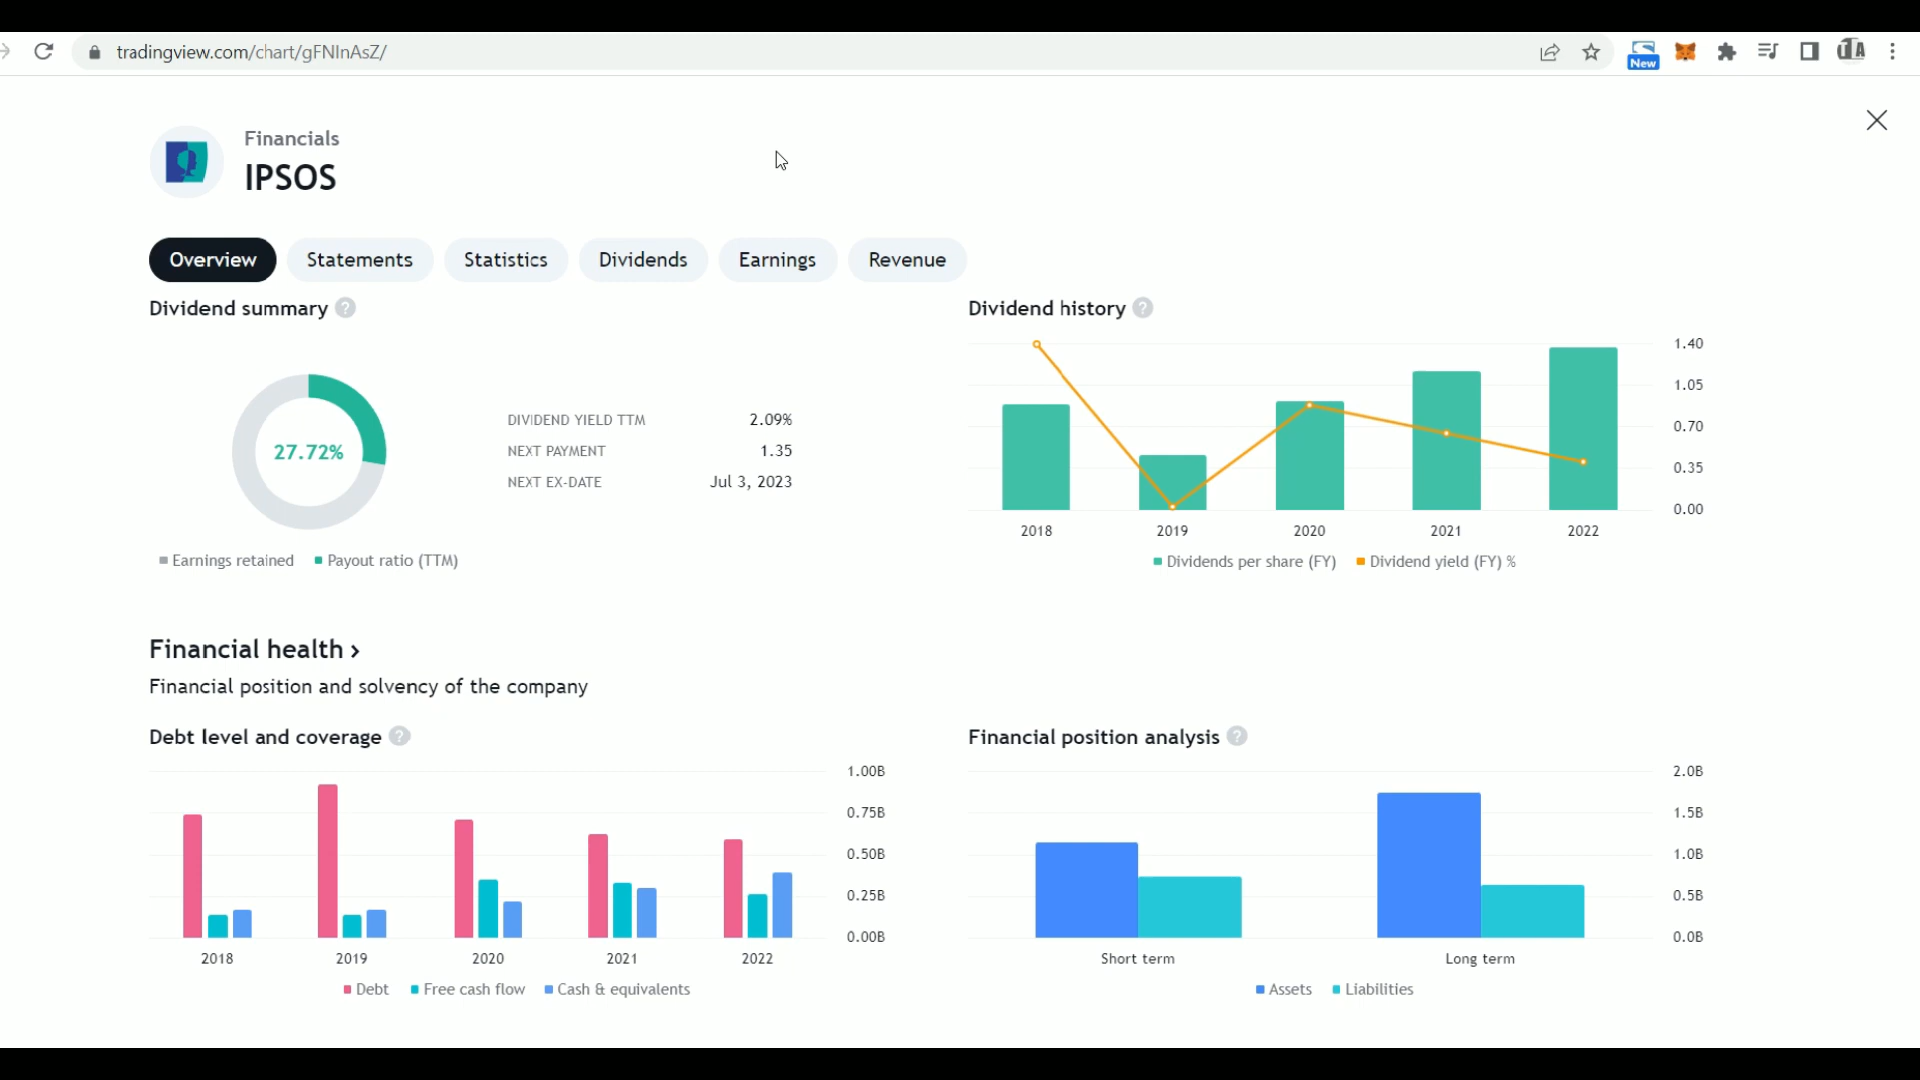 tradingview.com/chart/gFNInAsZ/
New
Financials
IPSOS
Overview
Statements
Statistics
Dividends
Earnings
Revenue
Dividend summary ?
27.72%
DIVIDEND YIELD TTM 2.09%
NEXT PAYMENT 1.35
NEXT EX-DATE Jul 3, 2023
Earnings retained Payout ratio (TTM)
Dividend history ?
1.40
1.05
0.70
0.35
0.00
2018 2019 2020 2021 2022
Dividends per share (FY) Dividend yield (FY) %
Financial health ›
Financial position and solvency of the company
Debt level and coverage ?
1.00B
0.75B
0.50B
0.25B
0.00B
2018 2019 2020 2021 2022
Debt Free cash flow Cash & equivalents
Financial position analysis ?
2.0B
1.5B
1.0B
0.5B
0.0B
Short term Long term
Assets Liabilities